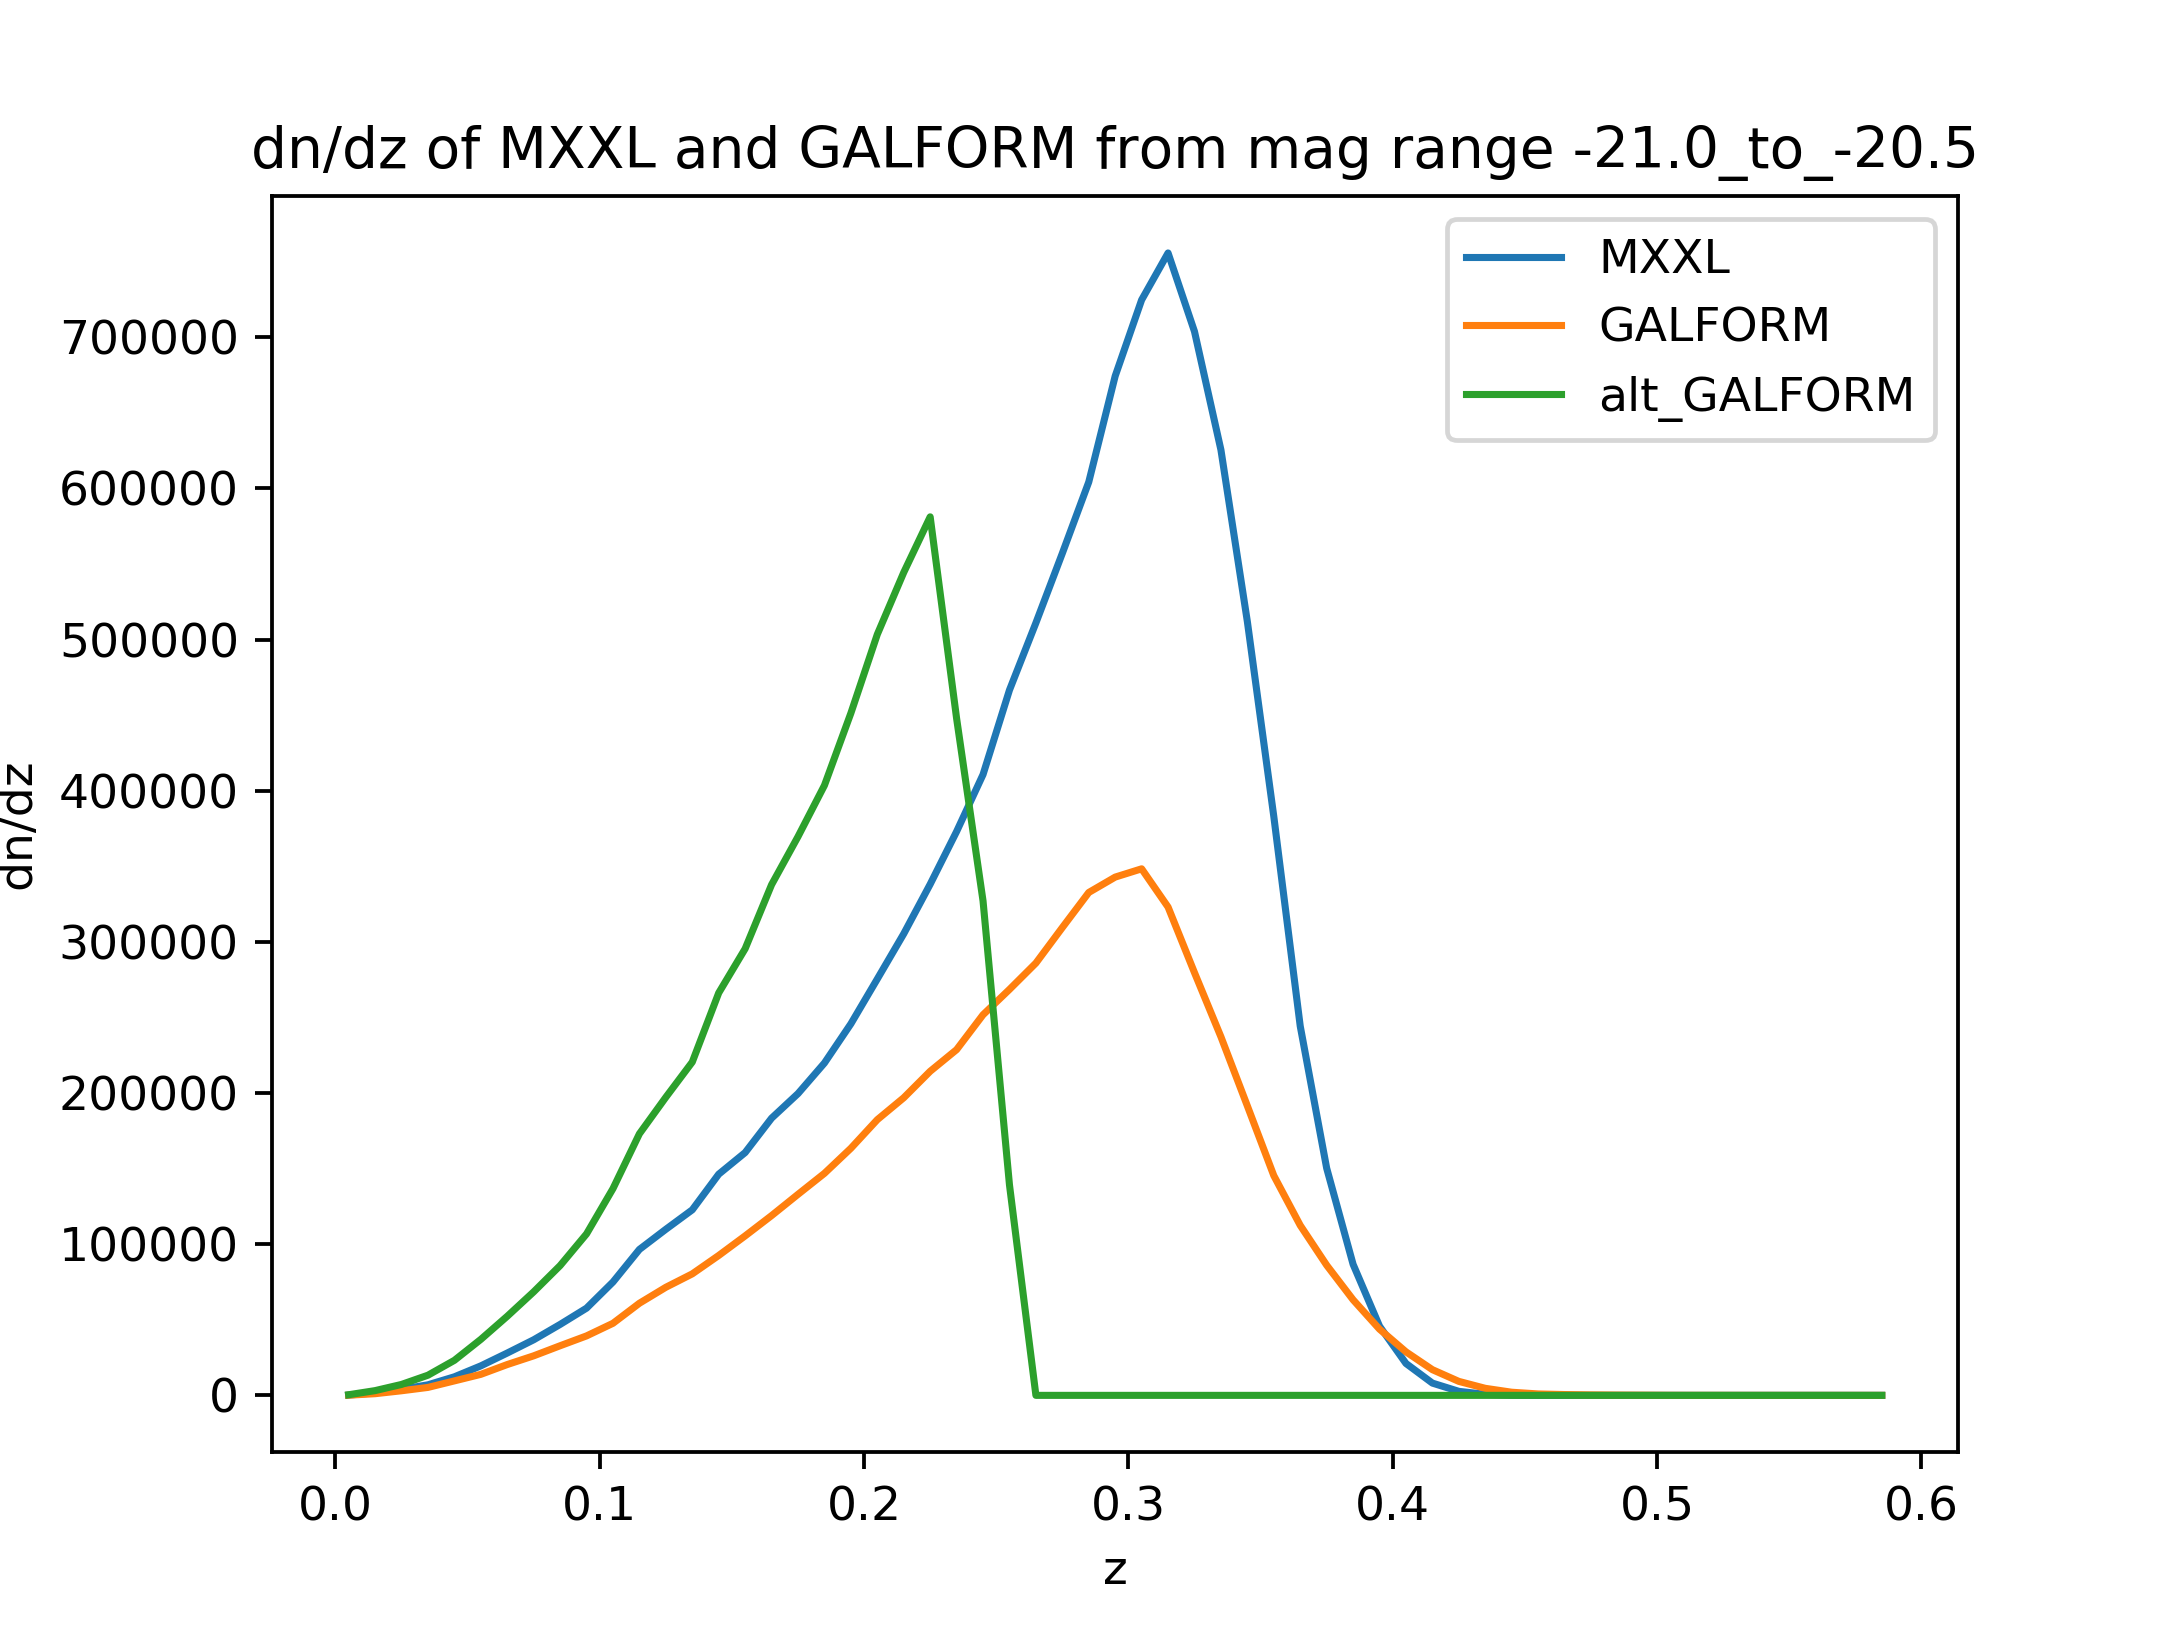 dn/dz of MXXL and GALFORM from mag range -21.0_to_-20.5
MXXL
GALFORM
alt_GALFORM
dn/dz
700000
600000
500000
400000
300000
200000
100000
0
0.0 0.1 0.2 0.3 0.4 0.5 0.6
z